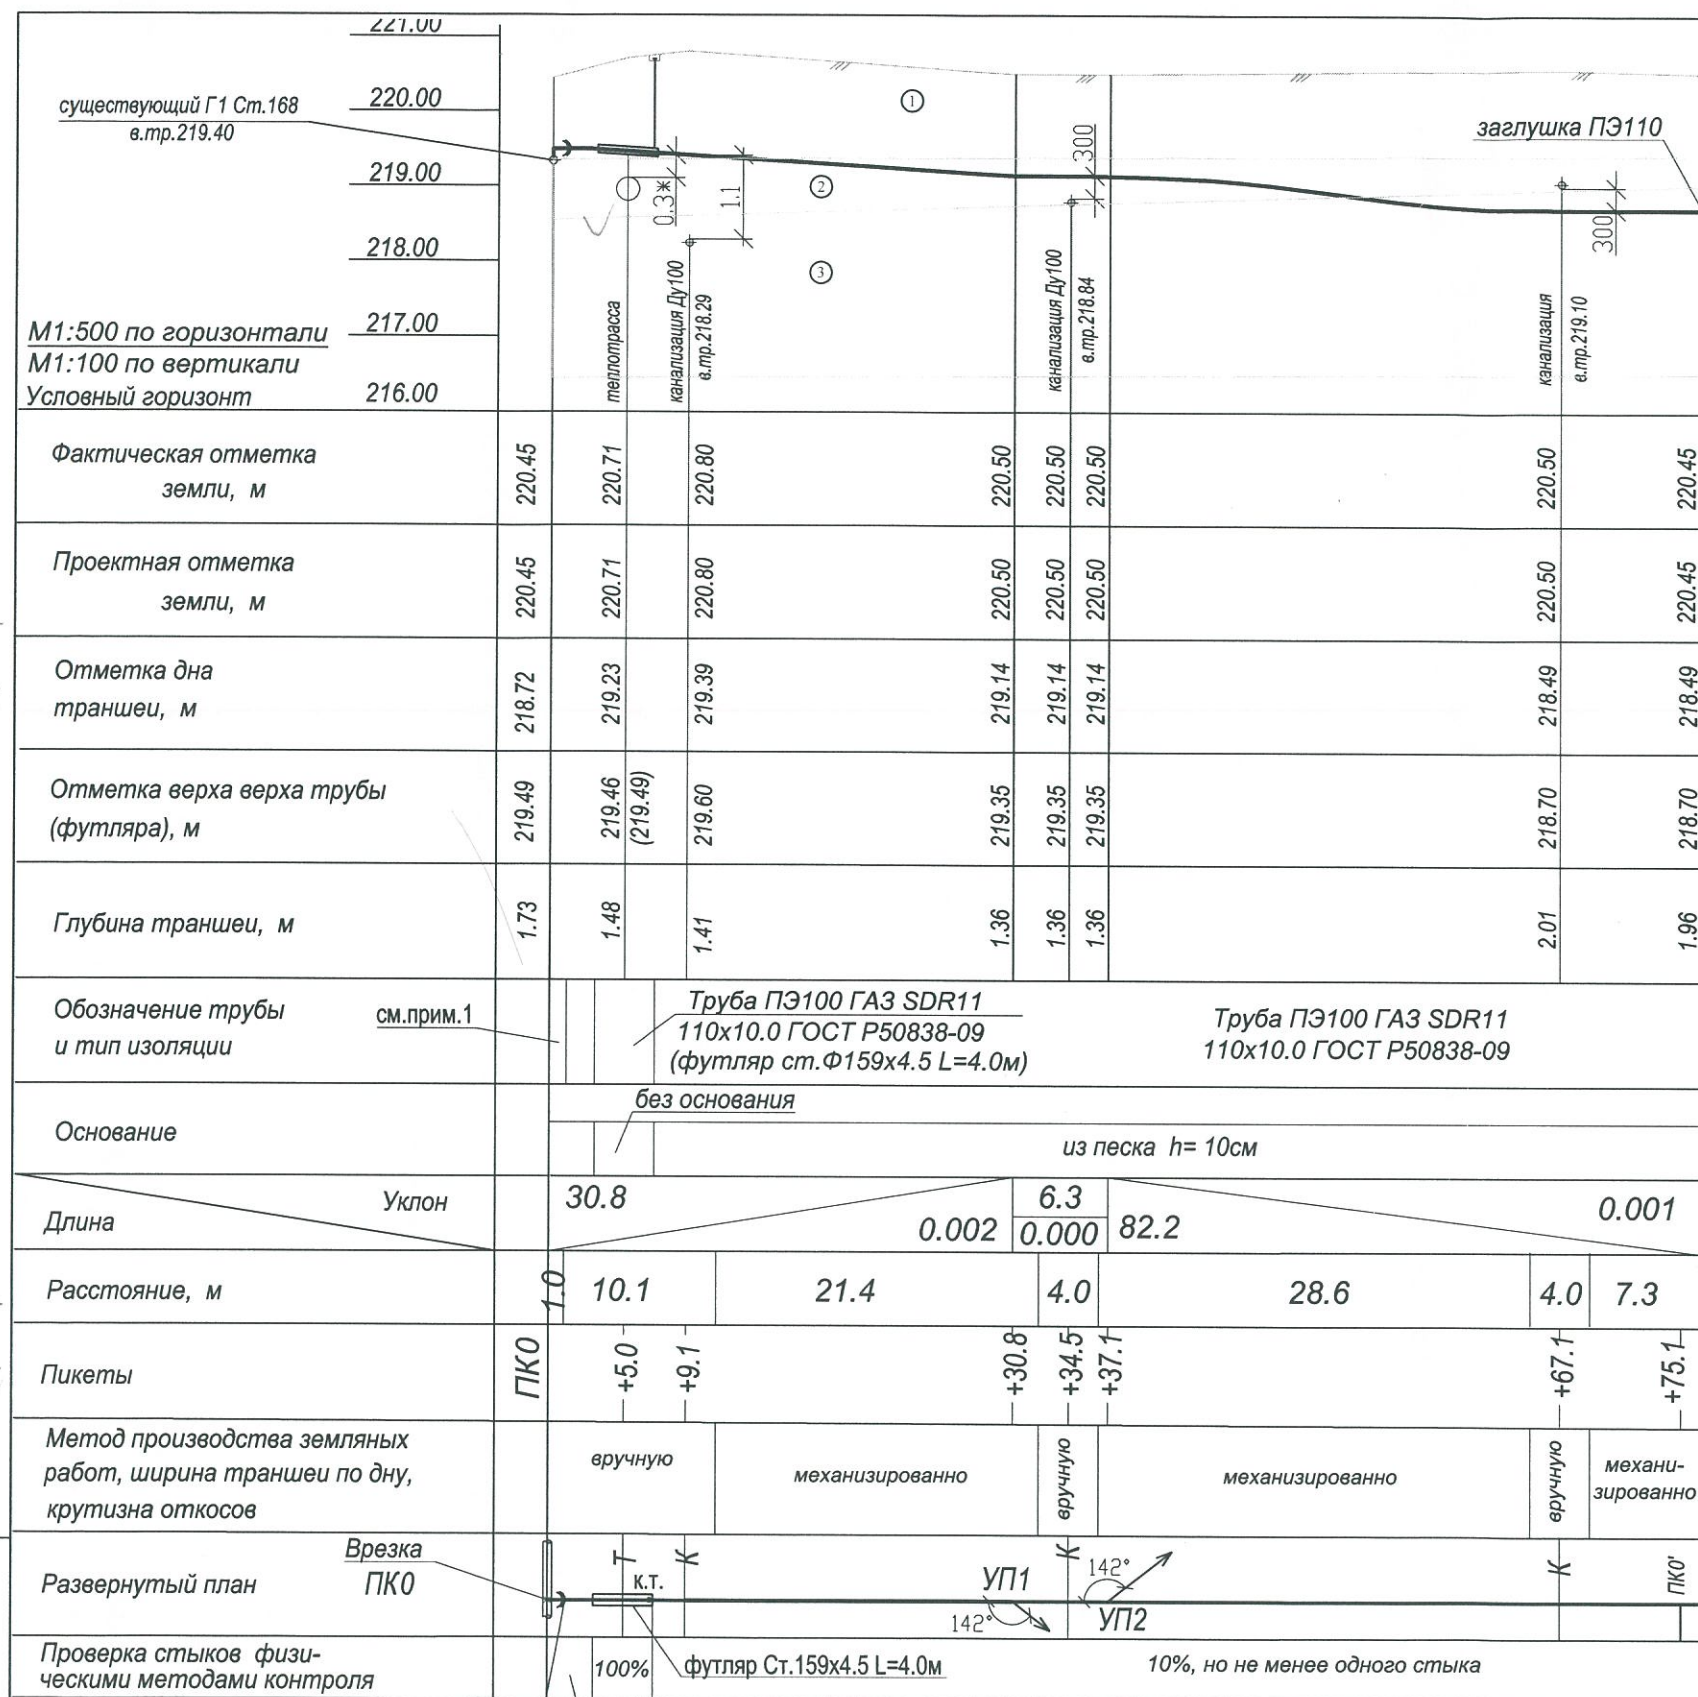 221.00
220.00
219.00
218.00
217.00
216.00
существующий Г1 Ст.168
в.тр.219.40
М1:500 по горизонтали
М1:100 по вертикали
Условный горизонт
1
2
3
0.3ж
1.1
300
300
заглушка ПЭ110
теплотрасса
канализация Ду100
в.тр.218.29
канализация Ду100
в.тр.218.84
канализация
в.тр.219.10
Фактическая отметка
земли, м
220.45 220.71 220.80 220.50 220.50 220.50 220.50 220.45
Проектная отметка
земли, м
220.45 220.71 220.80 220.50 220.50 220.50 220.50 220.45
Отметка дна
траншеи, м
218.72 219.23 219.39 219.14 219.14 219.14 218.49 218.49
Отметка верха верха трубы
(футляра), м
219.49 219.46 (219.49) 219.60 219.35 219.35 219.35 218.70 218.70
Глубина траншеи, м
1.73 1.48 1.41 1.36 1.36 1.36 2.01 1.96
Обозначение трубы
и тип изоляции
см.прим.1
Труба ПЭ100 ГАЗ SDR11
110х10.0 ГОСТ Р50838-09
(футляр ст.Ф159х4.5 L=4.0м)
Труба ПЭ100 ГАЗ SDR11
110х10.0 ГОСТ Р50838-09
Основание
без основания
из песка h= 10см
Уклон
Длина
30.8
0.002
6.3
0.000
82.2
0.001
Расстояние, м
1.0 10.1 21.4 4.0 28.6 4.0 7.3
Пикеты
ПК0 +5.0 +9.1 +30.8 +34.5 +37.1 +67.1 +75.1
Метод производства земляных
работ, ширина траншеи по дну,
крутизна откосов
вручную
механизированно
вручную
механизированно
вручную
механи-
зированно
Развернутый план
Врезка
ПК0
Т
К
к.т.
УП1
142°
К
142°
УП2
К
ПК0'
Проверка стыков физи-
ческими методами контроля
100%
футляр Ст.159х4.5 L=4.0м
10%, но не менее одного стыка